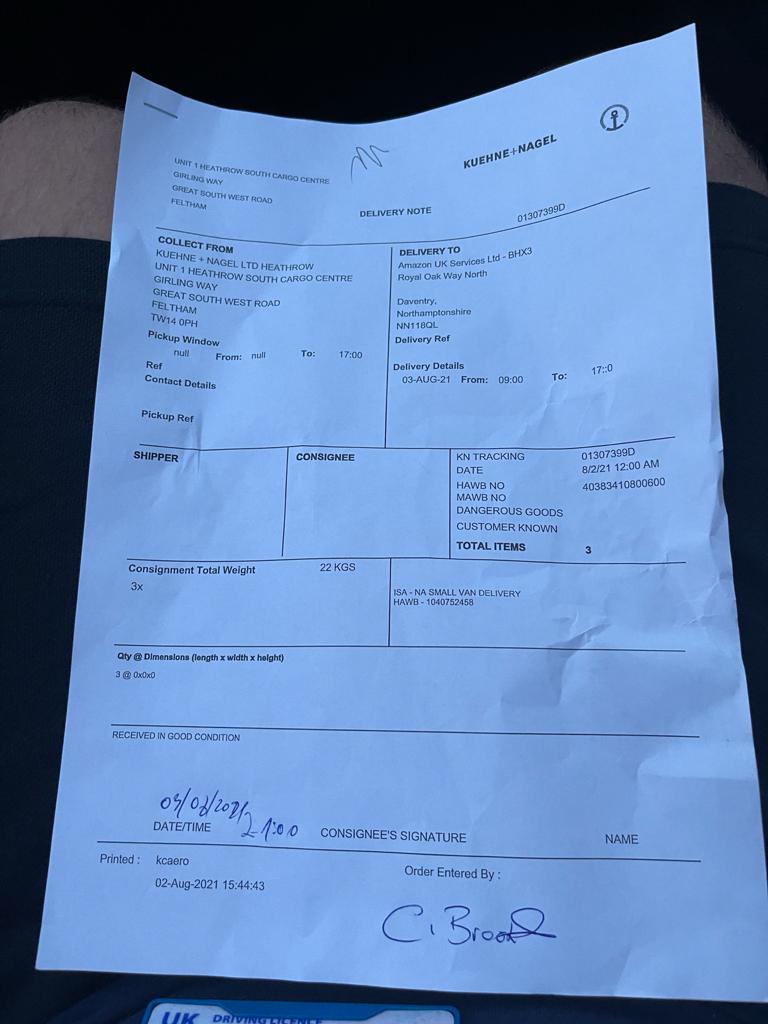 KUEHNE+NAGEL
UNIT 1 HEATHROW SOUTH CARGO CENTRE
GIRLING WAY
GREAT SOUTH WEST ROAD
FELTHAM
DELIVERY NOTE
01307399D
COLLECT FROM
KUEHNE + NAGEL LTD HEATHROW
UNIT 1 HEATHROW SOUTH CARGO CENTRE
GIRLING WAY
GREAT SOUTH WEST ROAD
FELTHAM
TW14 0PH
Pickup Window
null From: null To: 17:00
Ref
Contact Details
Pickup Ref
DELIVERY TO
Amazon UK Services Ltd - BHX3
Royal Oak Way North
Daventry,
Northamptonshire
NN118QL
Delivery Ref
Delivery Details
03-AUG-21 From: 09:00 To: 17::0
SHIPPER
CONSIGNEE
KN TRACKING 01307399D
DATE 8/2/21 12:00 AM
HAWB NO 40383410800600
MAWB NO
DANGEROUS GOODS
CUSTOMER KNOWN
TOTAL ITEMS 3
Consignment Total Weight 22 KGS
3x
ISA - NA SMALL VAN DELIVERY
HAWB - 1040752458
Qty @ Dimensions (length x width x height)
3 @ 0x0x0
RECEIVED IN GOOD CONDITION
21:00
DATE/TIME CONSIGNEE'S SIGNATURE NAME
Printed : kcaero
02-Aug-2021 15:44:43
Order Entered By :
C. Brook
UK DRIVING LICENCE